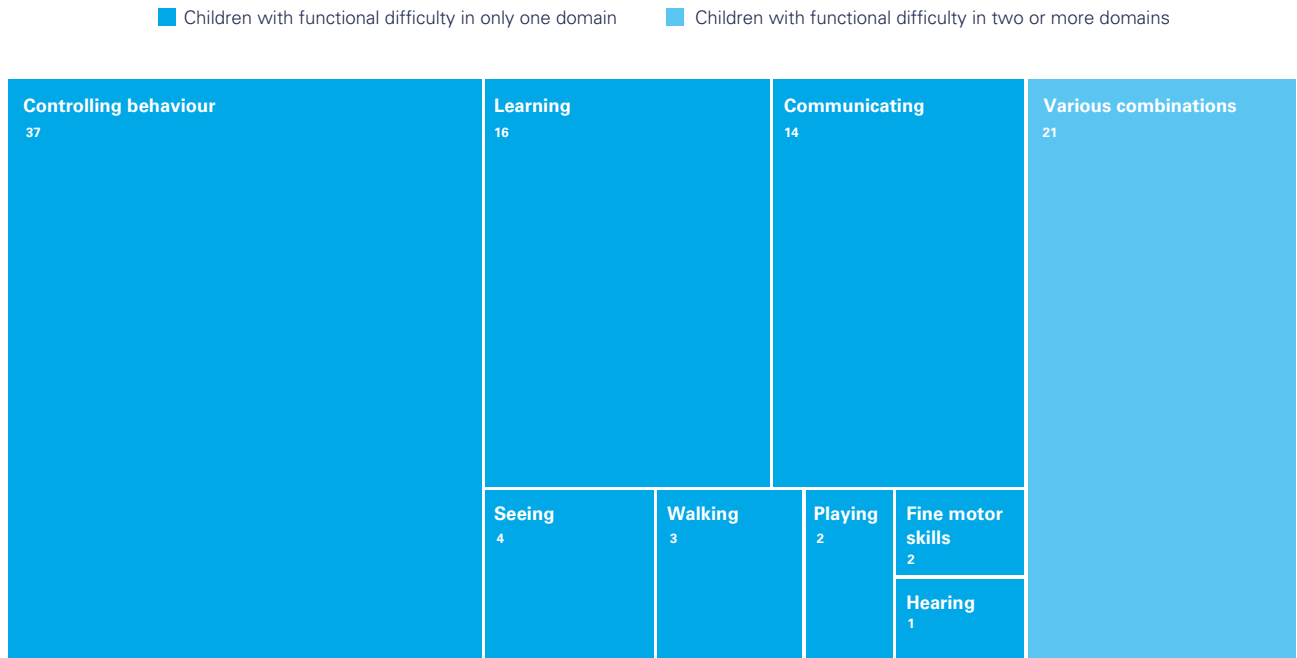 Children with functional difficulty in only one domain
Children with functional difficulty in two or more domains
Controlling behaviour
37
Learning
16
Communicating
14
Various combinations
21
Seeing
4
Walking
3
Playing
2
Fine motor
skills
2
Hearing
1